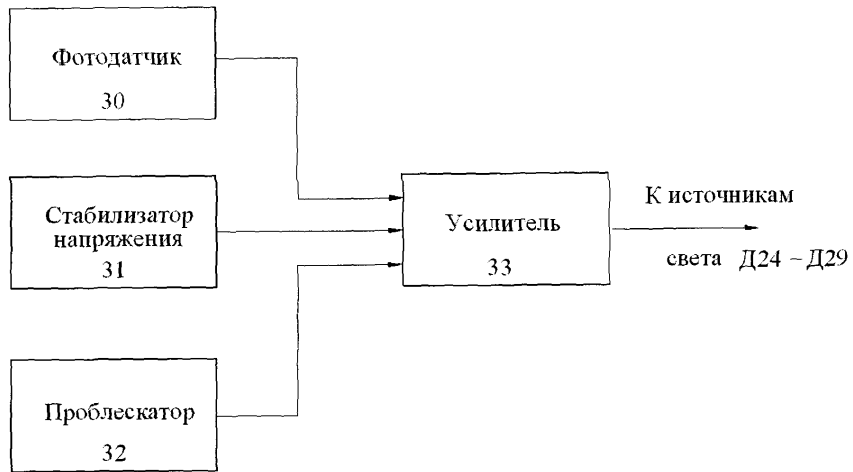 Фотодатчик
30
Стабилизатор
напряжения
31
Проблескатор
32
Усилитель
33
К источникам
света Д24 – Д29